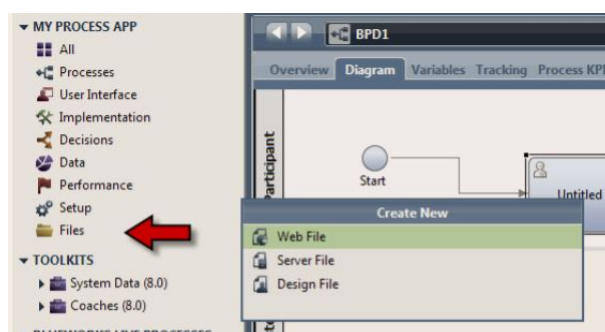 MY PROCESS APP
All
Processes
User Interface
Implementation
Decisions
Data
Performance
Setup
Files
TOOLKITS
System Data (8.0)
Coaches (8.0)
BPD1
Overview Diagram Variables Tracking Process KPI
Participant
Start
Untitled
Create New
Web File
Server File
Design File